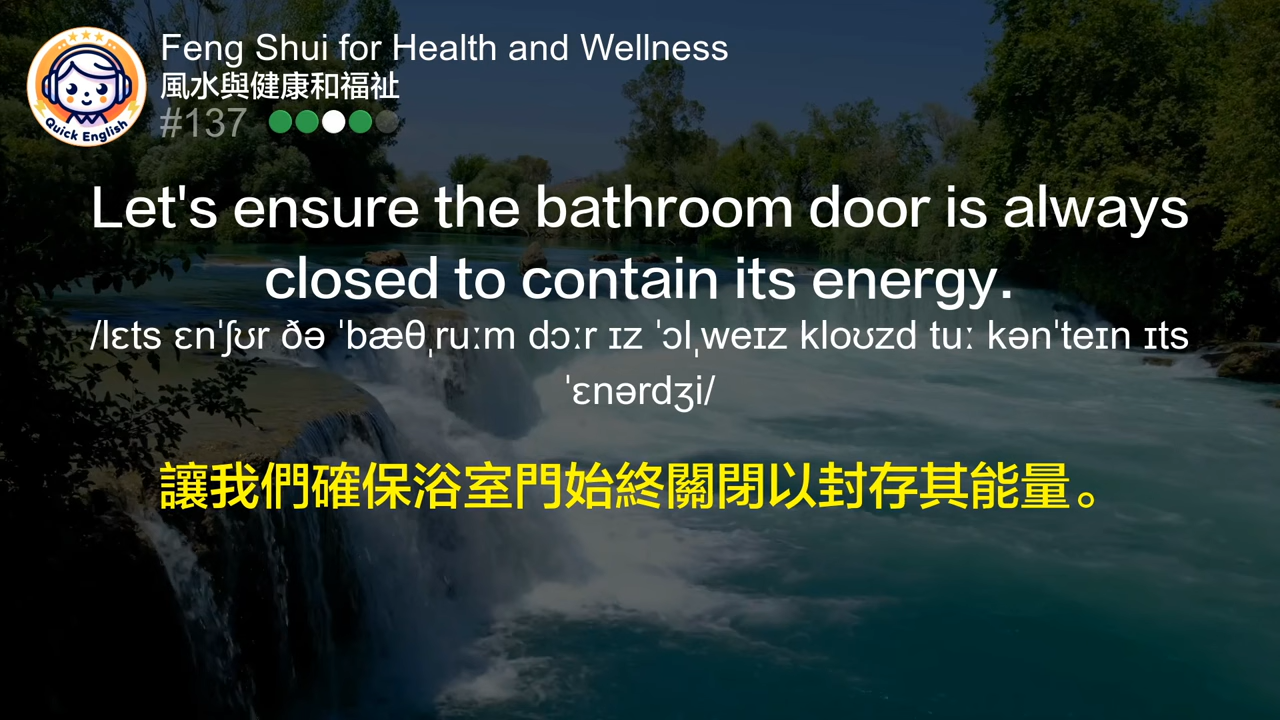 Quick English
Feng Shui for Health and Wellness
風水與健康和福祉
#137
Let's ensure the bathroom door is always
closed to contain its energy.
/lɛts ɛnˈʃʊr ðə ˈbæθˌruːm dɔːr ɪz ˈɔlˌweɪz kloʊzd tuː kənˈteɪn ɪts
ˈɛnərdʒi/
讓我們確保浴室門始終關閉以封存其能量。